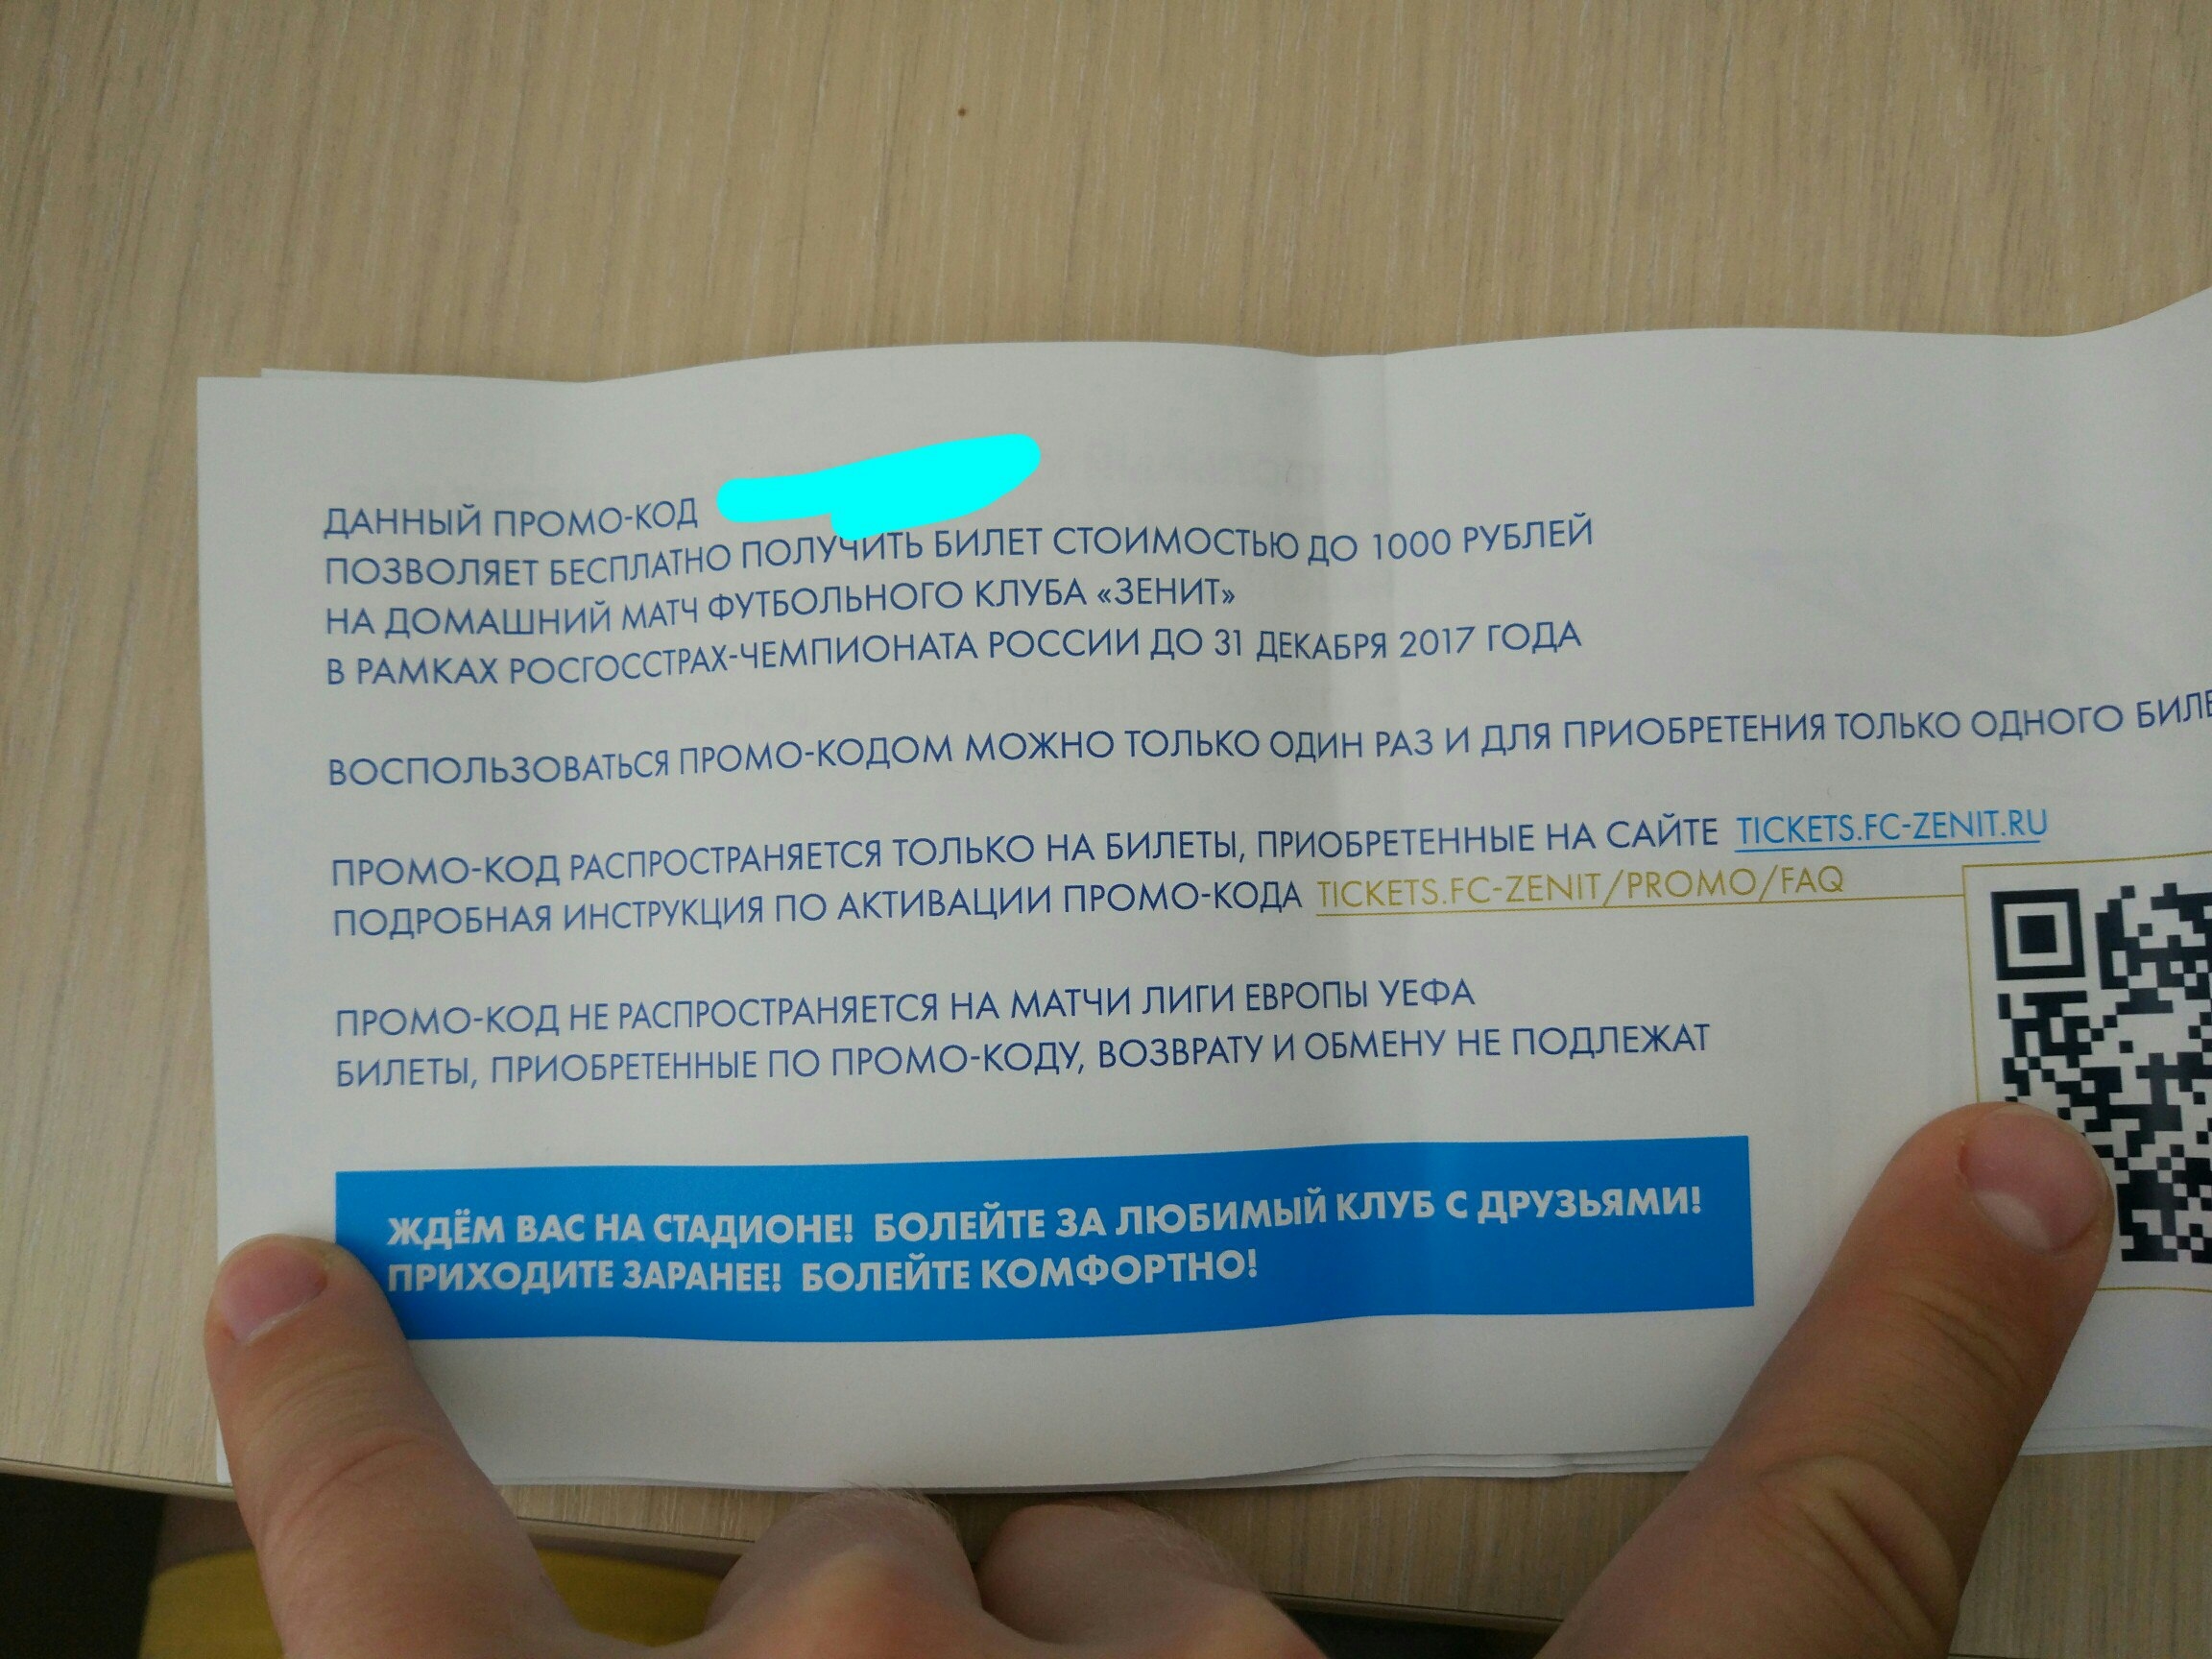 ДАННЫЙ ПРОМО-КОД
ПОЗВОЛЯЕТ БЕСПЛАТНО ПОЛУЧИТЬ БИЛЕТ СТОИМОСТЬЮ ДО 1000 РУБЛЕЙ
НА ДОМАШНИЙ МАТЧ ФУТБОЛЬНОГО КЛУБА «ЗЕНИТ»
В РАМКАХ РОСГОССТРАХ-ЧЕМПИОНАТА РОССИИ ДО 31 ДЕКАБРЯ 2017 ГОДА
ВОСПОЛЬЗОВАТЬСЯ ПРОМО-КОДОМ МОЖНО ТОЛЬКО ОДИН РАЗ И ДЛЯ ПРИОБРЕТЕНИЯ ТОЛЬКО ОДНОГО
ПРОМО-КОД РАСПРОСТРАНЯЕТСЯ ТОЛЬКО НА БИЛЕТЫ, ПРИОБРЕТЕННЫЕ НА САЙТЕ TICKETS.FC-ZENIT.RU
ПОДРОБНАЯ ИНСТРУКЦИЯ ПО АКТИВАЦИИ ПРОМО-КОДА TICKETS.FC-ZENIT/PROMO/FAQ
ПРОМО-КОД НЕ РАСПРОСТРАНЯЕТСЯ НА МАТЧИ ЛИГИ ЕВРОПЫ УЕФА
БИЛЕТЫ, ПРИОБРЕТЕННЫЕ ПО ПРОМО-КОДУ, ВОЗВРАТУ И ОБМЕНУ НЕ ПОДЛЕЖАТ
ЖДЁМ ВАС НА СТАДИОНЕ! БОЛЕЙТЕ ЗА ЛЮБИМЫЙ КЛУБ С ДРУЗЬЯМИ!
ПРИХОДИТЕ ЗАРАНЕЕ! БОЛЕЙТЕ КОМФОРТНО!